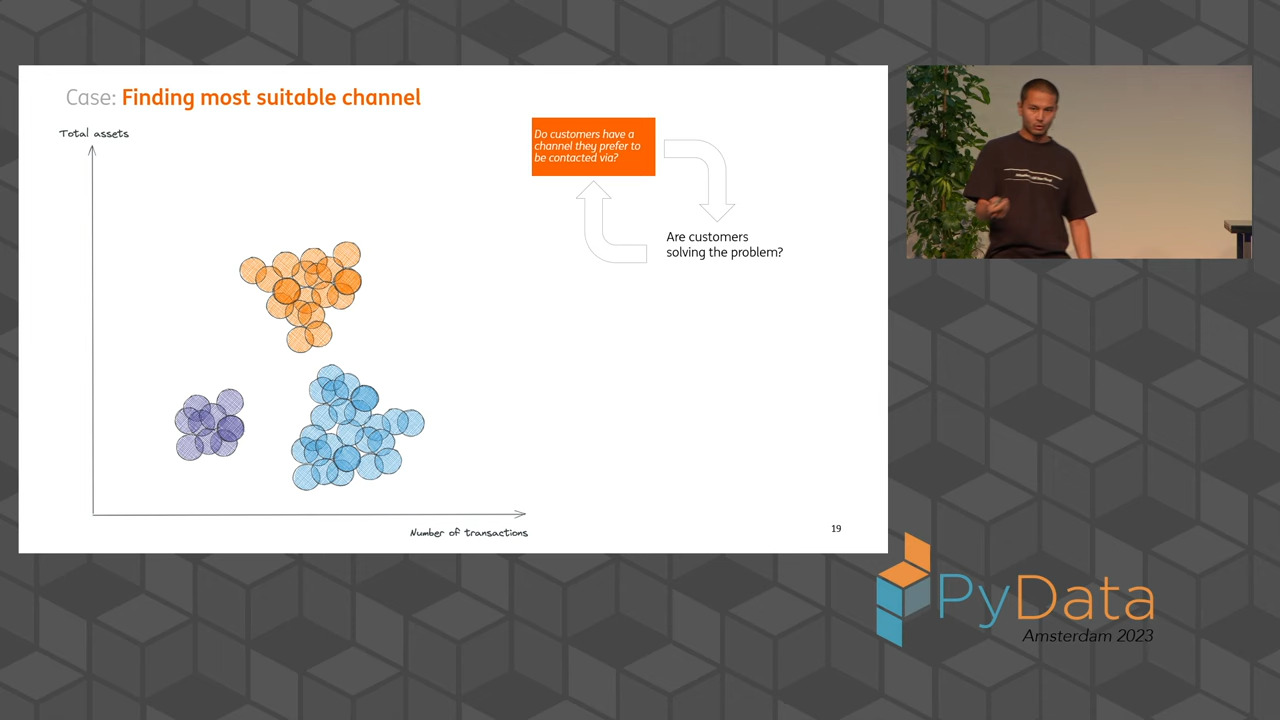 Case: Finding most suitable channel
Total assets
Do customers have a
channel they prefer to
be contacted via?
Are customers
solving the problem?
Number of transactions
19
PyData
Amsterdam 2023